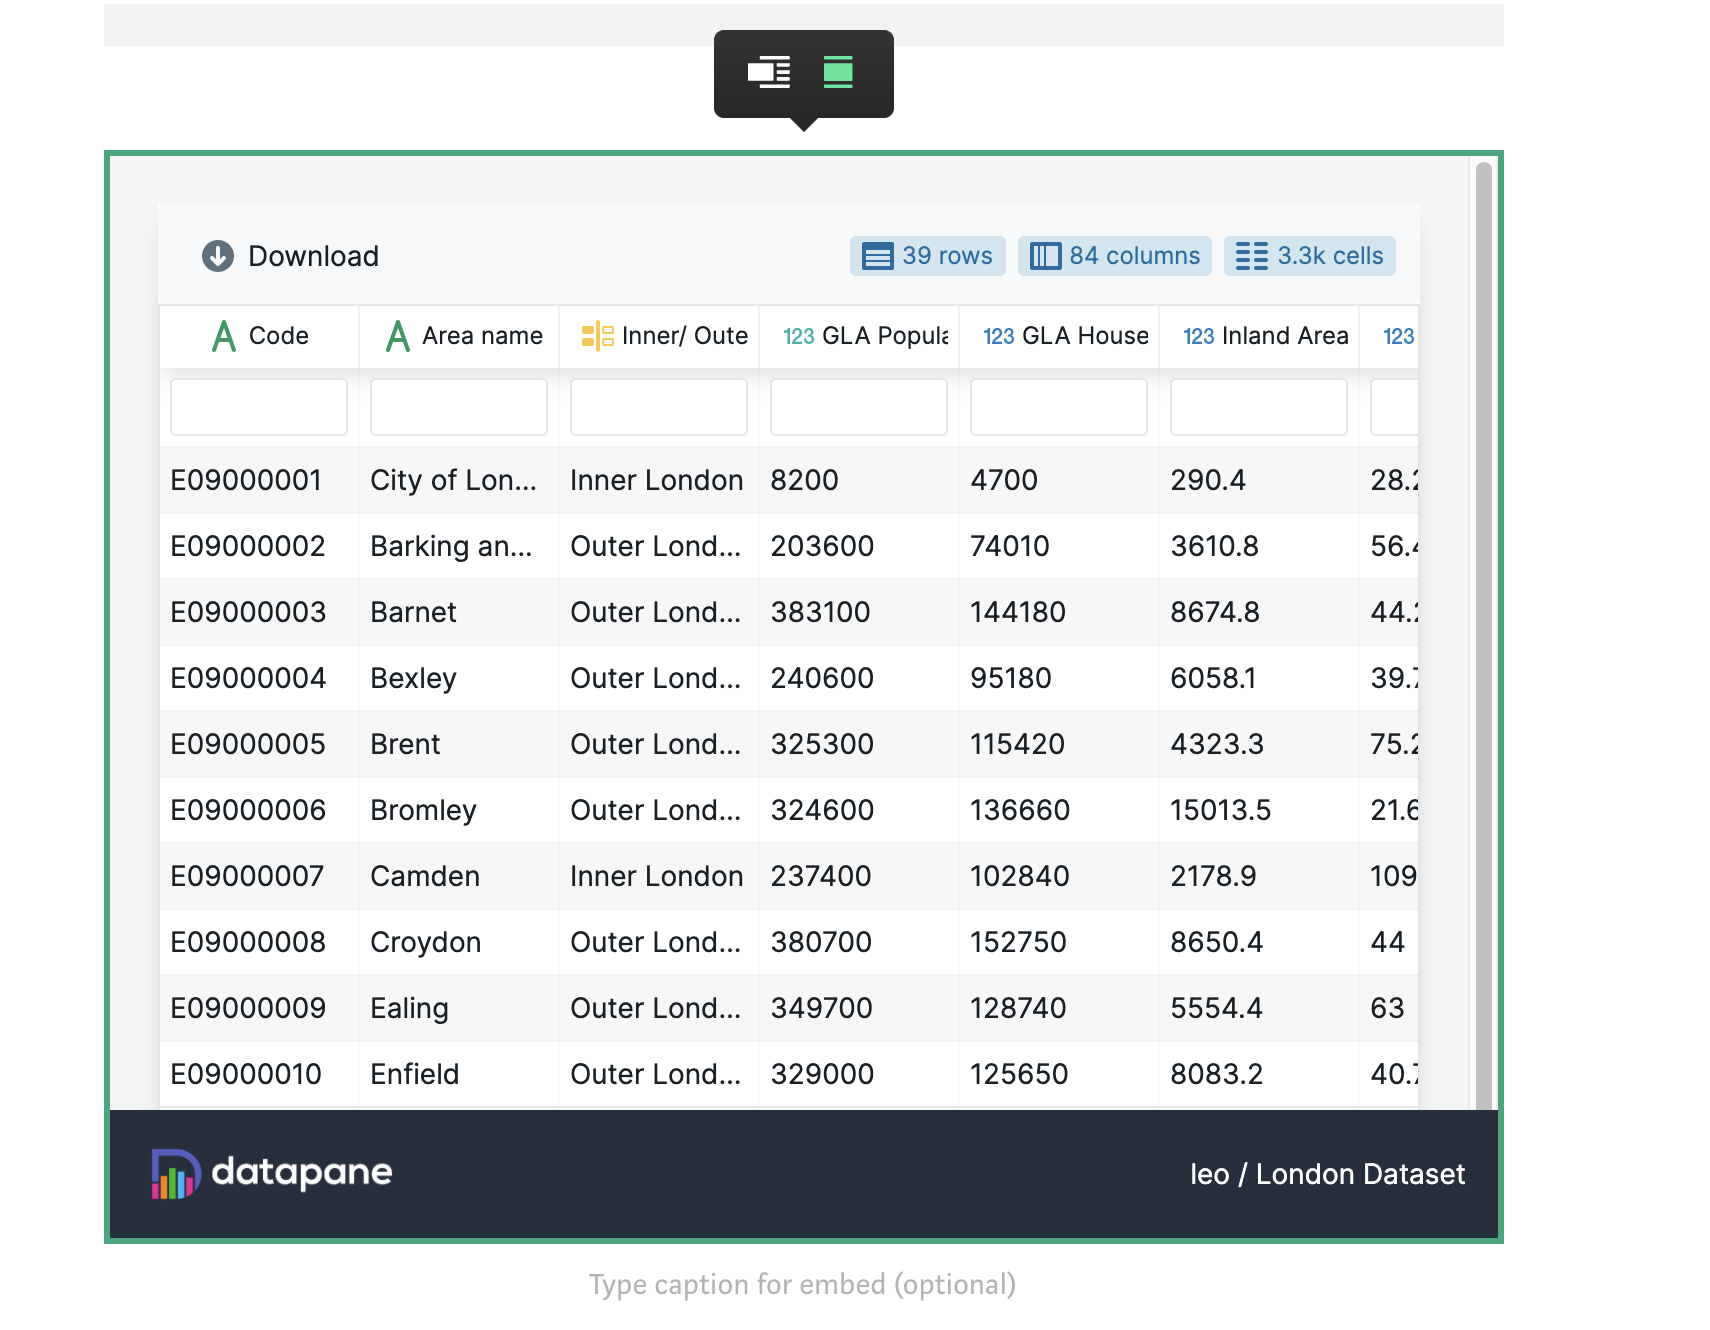 Download 39 rows 84 columns 3.3k cells
Code Area name Inner/ Oute 123 GLA Popula 123 GLA House 123 Inland Area 123
E09000001 City of Lon... Inner London 8200 4700 290.4 28.2
E09000002 Barking an... Outer Lond... 203600 74010 3610.8 56.4
E09000003 Barnet Outer Lond... 383100 144180 8674.8 44.2
E09000004 Bexley Outer Lond... 240600 95180 6058.1 39.7
E09000005 Brent Outer Lond... 325300 115420 4323.3 75.2
E09000006 Bromley Outer Lond... 324600 136660 15013.5 21.6
E09000007 Camden Inner London 237400 102840 2178.9 109
E09000008 Croydon Outer Lond... 380700 152750 8650.4 44
E09000009 Ealing Outer Lond... 349700 128740 5554.4 63
E09000010 Enfield Outer Lond... 329000 125650 8083.2 40.7
datapane leo / London Dataset
Type caption for embed (optional)